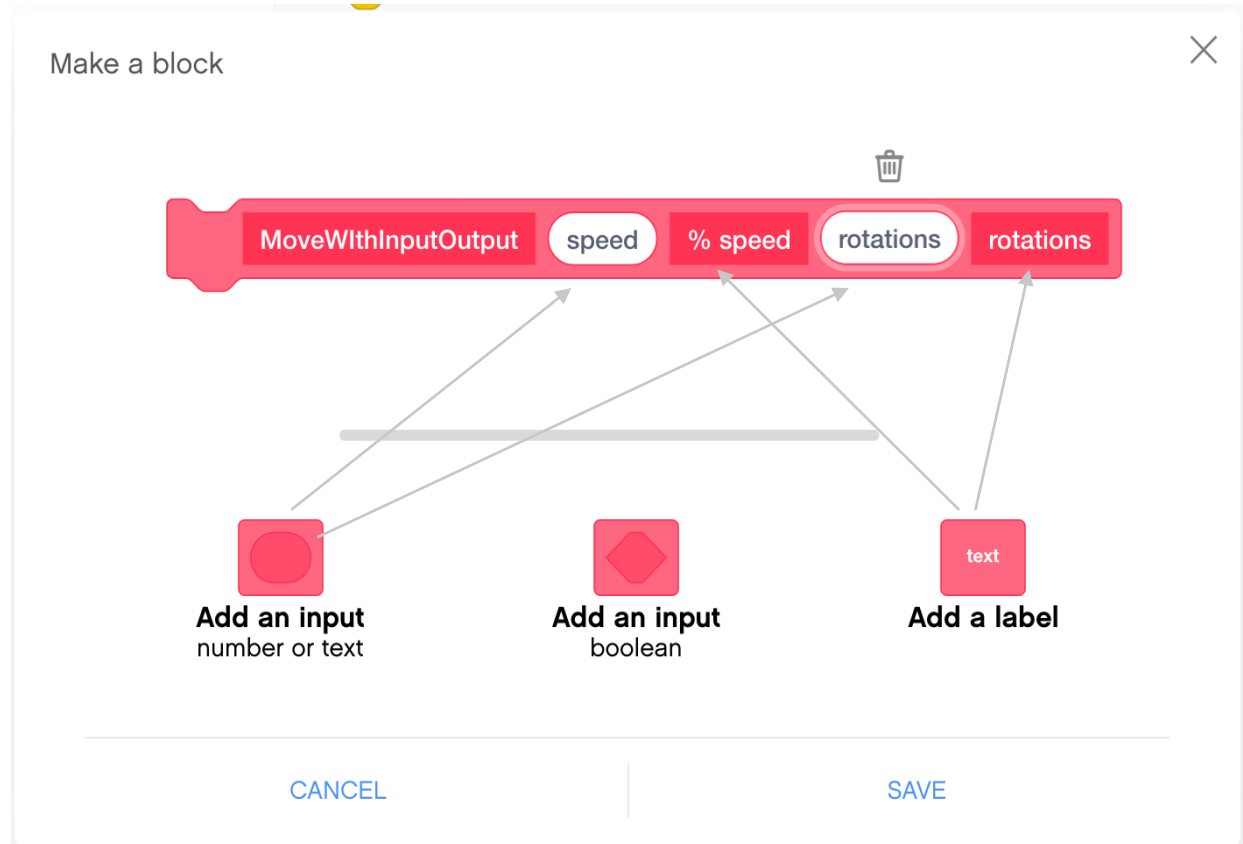 Make a block
MoveWIthInputOutput speed % speed rotations rotations
text
Add an input Add an input Add a label
number or text boolean
CANCEL SAVE